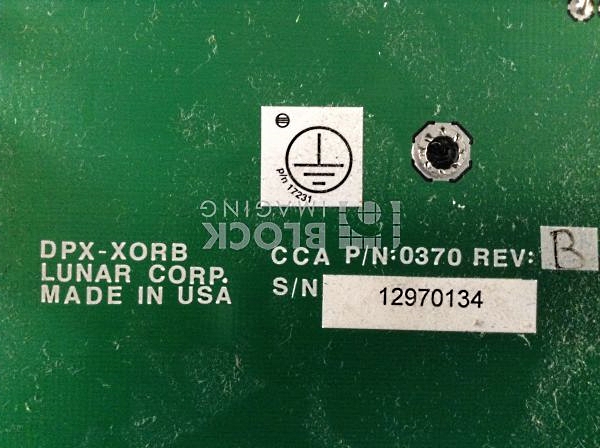 p/n 17231
BLOCK
IMAGING
DPX-XORB
LUNAR CORP.
MADE IN USA
CCA P/N:0370 REV: B
S/N 12970134